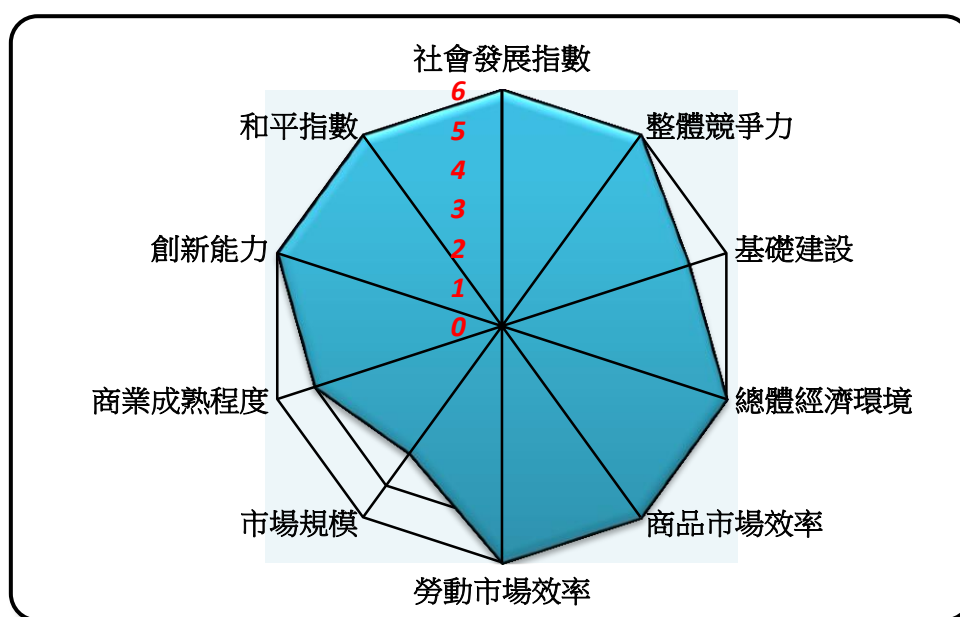 社會發展指數
6
和平指數
5
整體競爭力
4
3
創新能力
2
基礎建設
1
0
商業成熟程度
總體經濟環境
市場規模
商品市場效率
勞動市場效率